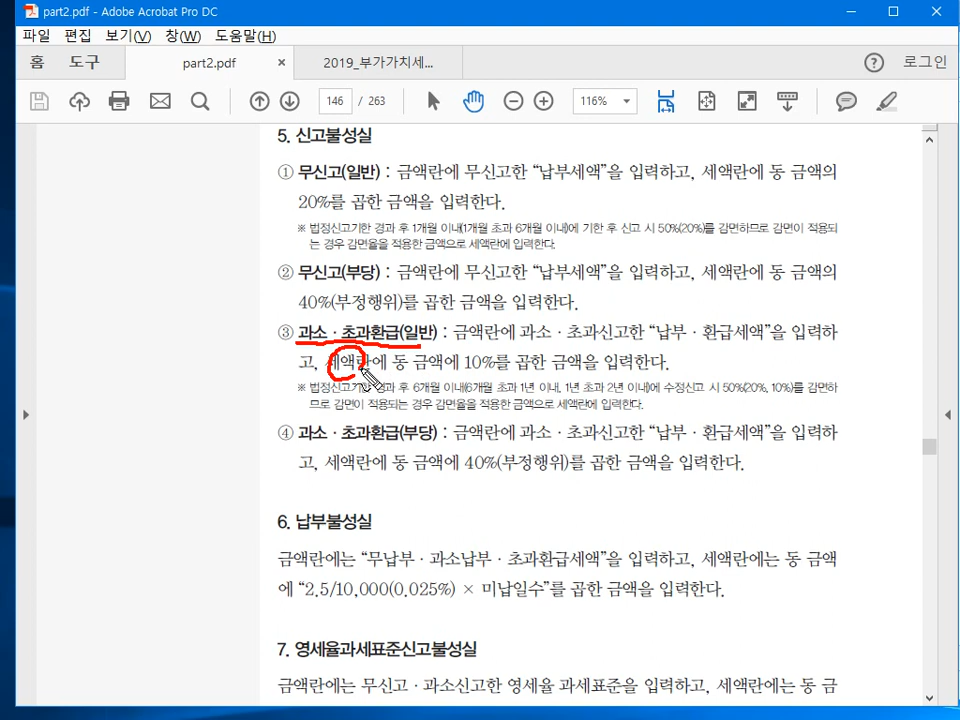 part2.pdf - Adobe Acrobat Pro DC
파일 편집 보기(V) 창(W) 도움말(H)
홈 도구 part2.pdf × 2019_부가가치세... ? 로그인
146 / 263 116%
5. 신고불성실
① 무신고(일반) : 금액란에 무신고한 “납부세액”을 입력하고, 세액란에 동 금액의
20%를 곱한 금액을 입력한다.
※ 법정신고기한 경과 후 1개월 이내(1개월 초과 6개월 이내)에 기한 후 신고 시 50%(20%)를 감면하므로 감면이 적용되
는 경우 감면율을 적용한 금액으로 세액란에 입력한다.
② 무신고(부당) : 금액란에 무신고한 “납부세액”을 입력하고, 세액란에 동 금액의
40%(부정행위)를 곱한 금액을 입력한다.
③ 과소 · 초과환급(일반) : 금액란에 과소 · 초과신고한 “납부 · 환급세액”을 입력하
고, 세액란에 동 금액에 10%를 곱한 금액을 입력한다.
※ 법정신고기한 경과 후 6개월 이내(6개월 초과 1년 이내, 1년 초과 2년 이내)에 수정신고 시 50%(20%, 10%)를 감면하
므로 감면이 적용되는 경우 감면율을 적용한 금액으로 세액란에 입력한다.
④ 과소 · 초과환급(부당) : 금액란에 과소 · 초과신고한 “납부 · 환급세액”을 입력하
고, 세액란에 동 금액에 40%(부정행위)를 곱한 금액을 입력한다.
6. 납부불성실
금액란에는 “무납부 · 과소납부 · 초과환급세액”을 입력하고, 세액란에는 동 금액
에 “2.5/10,000(0.025%) × 미납일수”를 곱한 금액을 입력한다.
7. 영세율과세표준신고불성실
금액란에는 무신고 · 과소신고한 영세율 과세표준을 입력하고, 세액란에는 동 금